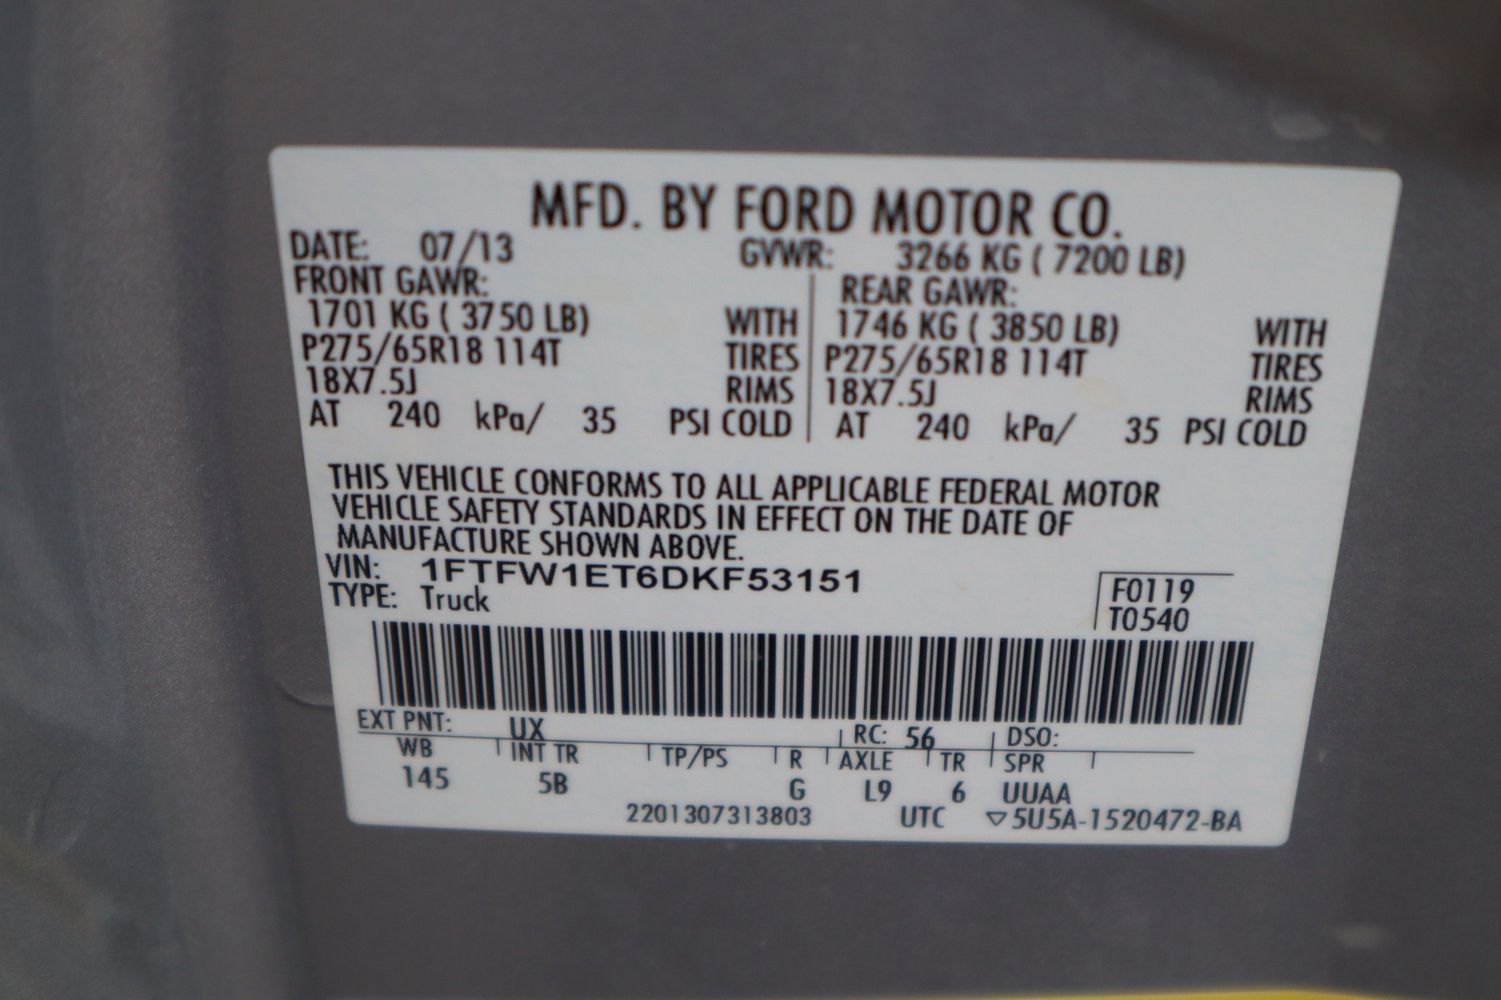 MFD. BY FORD MOTOR CO.
DATE: 07/13 GVWR: 3266 KG ( 7200 LB)
FRONT GAWR: REAR GAWR:
1701 KG ( 3750 LB) WITH 1746 KG ( 3850 LB) WITH
P275/65R18 114T TIRES P275/65R18 114T TIRES
18X7.5J RIMS 18X7.5J RIMS
AT 240 kPa/ 35 PSI COLD AT 240 kPa/ 35 PSI COLD
THIS VEHICLE CONFORMS TO ALL APPLICABLE FEDERAL MOTOR
VEHICLE SAFETY STANDARDS IN EFFECT ON THE DATE OF
MANUFACTURE SHOWN ABOVE.
VIN: 1FTFW1ET6DKF53151
TYPE: Truck
F0119
T0540
EXT PNT: UX RC: 56 DSO:
WB INT TR TP/PS R AXLE TR SPR
145 5B G L9 6 UUAA
2201307313803 UTC ▽5U5A-1520472-BA